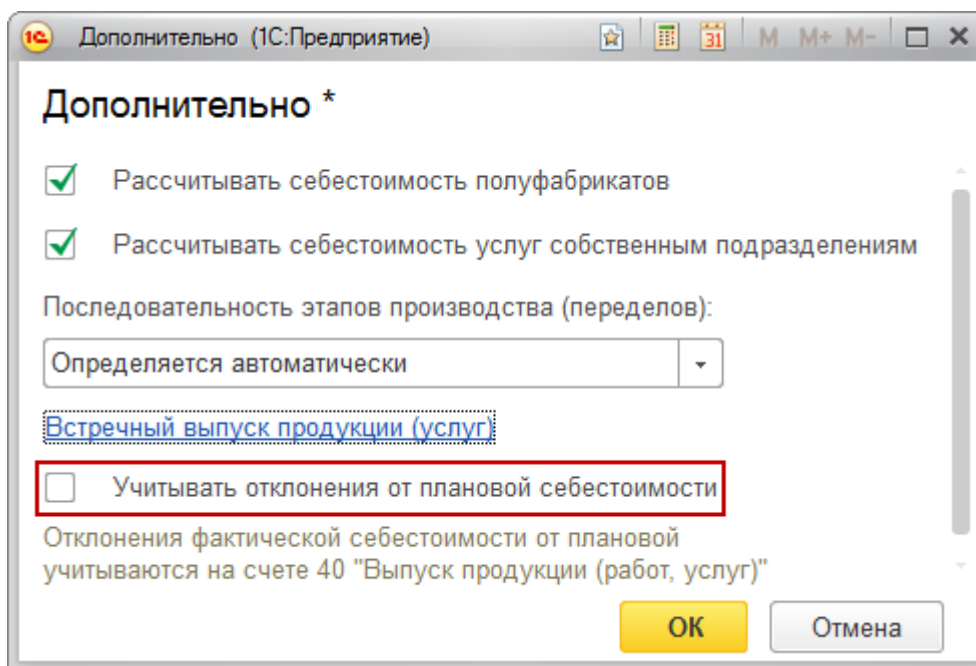 1С Дополнительно (1С:Предприятие) 31 M M+ M-
Дополнительно *
Рассчитывать себестоимость полуфабрикатов
Рассчитывать себестоимость услуг собственным подразделениям
Последовательность этапов производства (переделов):
Определяется автоматически
Встречный выпуск продукции (услуг)
Учитывать отклонения от плановой себестоимости
Отклонения фактической себестоимости от плановой
учитываются на счете 40 "Выпуск продукции (работ, услуг)"
ОК Отмена